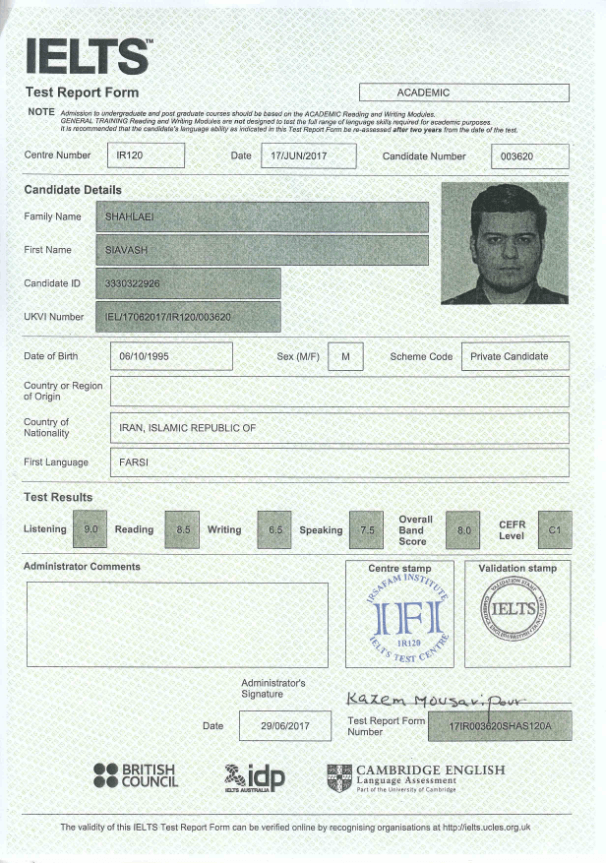 IELTS™
Test Report Form
ACADEMIC
NOTE Admission to undergraduate and post graduate courses should be based on the ACADEMIC Reading and Writing Modules.
GENERAL TRAINING Reading and Writing Modules are not designed to test the full range of language skills required for academic purposes.
It is recommended that the candidate's language ability as indicated in this Test Report Form be re-assessed after two years from the date of the test.
Centre Number IR120 Date 17/JUN/2017 Candidate Number 003620
Candidate Details
Family Name SHAHLAEI
First Name SIAVASH
Candidate ID 3330322926
UKVI Number IEL/17062017/IR120/003620
Date of Birth 06/10/1995 Sex (M/F) M Scheme Code Private Candidate
Country or Region
of Origin
Country of
Nationality
IRAN, ISLAMIC REPUBLIC OF
First Language FARSI
Test Results
Listening 9.0 Reading 8.5 Writing 6.5 Speaking 7.5 Overall Band Score 8.0 CEFR Level C1
Administrator Comments
Centre stamp
IRSAFAM INSTITUTE
IFI
IR120
IELTS TEST CENTRE
Validation stamp
VALIDATION STAMP
IELTS
Administrator's
Signature
Kazem Mousavipour
Date 29/06/2017
Test Report Form
Number
17IR003620SHAS120A
BRITISH
COUNCIL
idp
IELTS AUSTRALIA
CAMBRIDGE ENGLISH
Language Assessment
Part of the University of Cambridge
The validity of this IELTS Test Report Form can be verified online by recognising organisations at http://ielts.ucles.org.uk